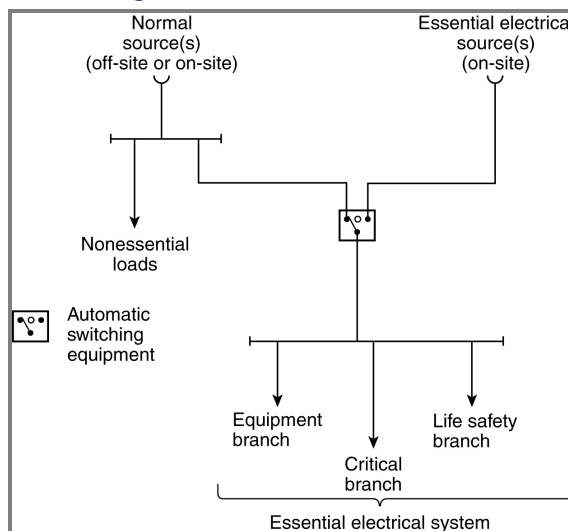 Normal
source(s)
(off-site or on-site)
Essential electrica
source(s)
(on-site)
Nonessential
loads
Automatic
switching
equipment
Equipment
branch
Critical
branch
Life safety
branch
Essential electrical system